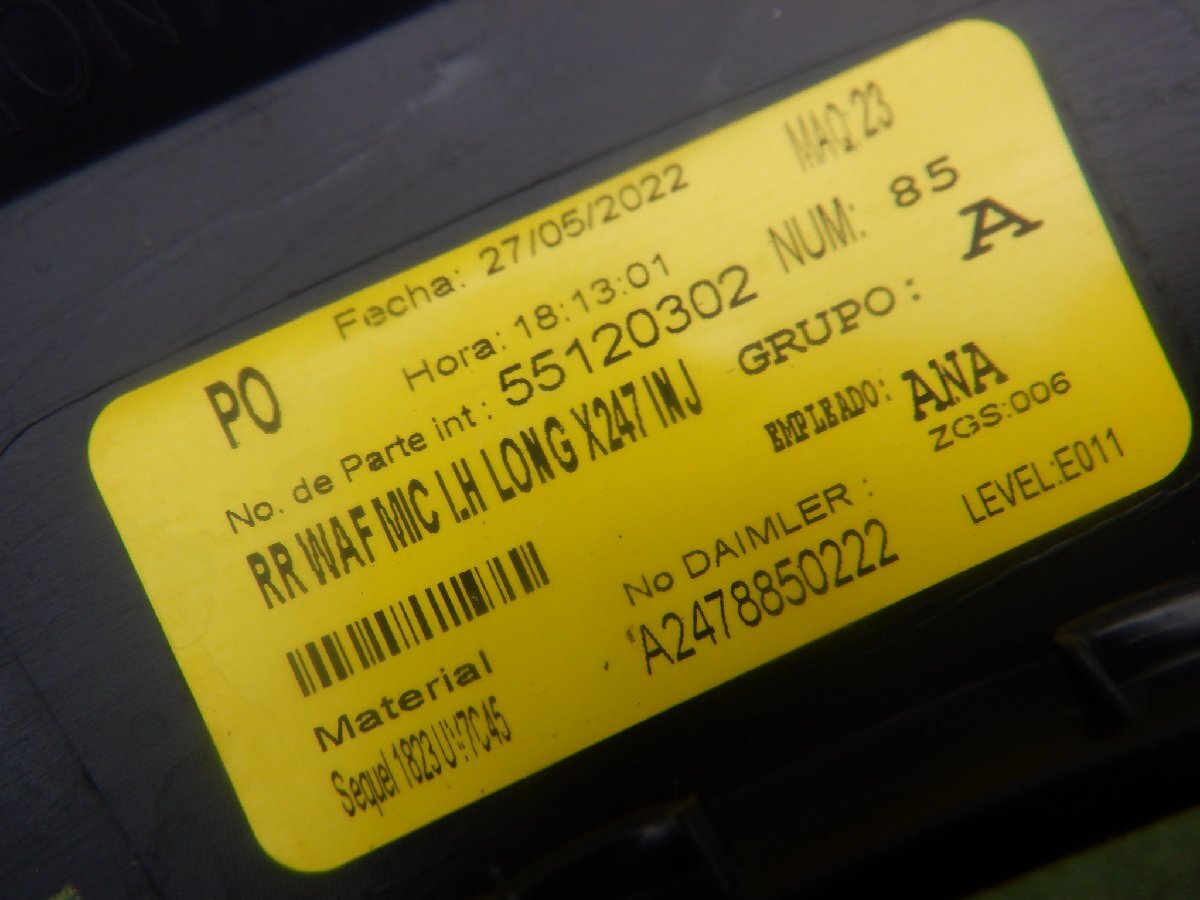 PO
Fecha: 27/05/2022
MAQ:23
Hora: 18:13:01
NUM: 85
No. de Parte int: 55120302
GRUPO: A
RR WAF MIC LH LONG X247 INJ
EMPLEADO: ANA
ZGS:006
No DAIMLER :
LEVEL:E011
A2478850222
Material
Sequel 1823